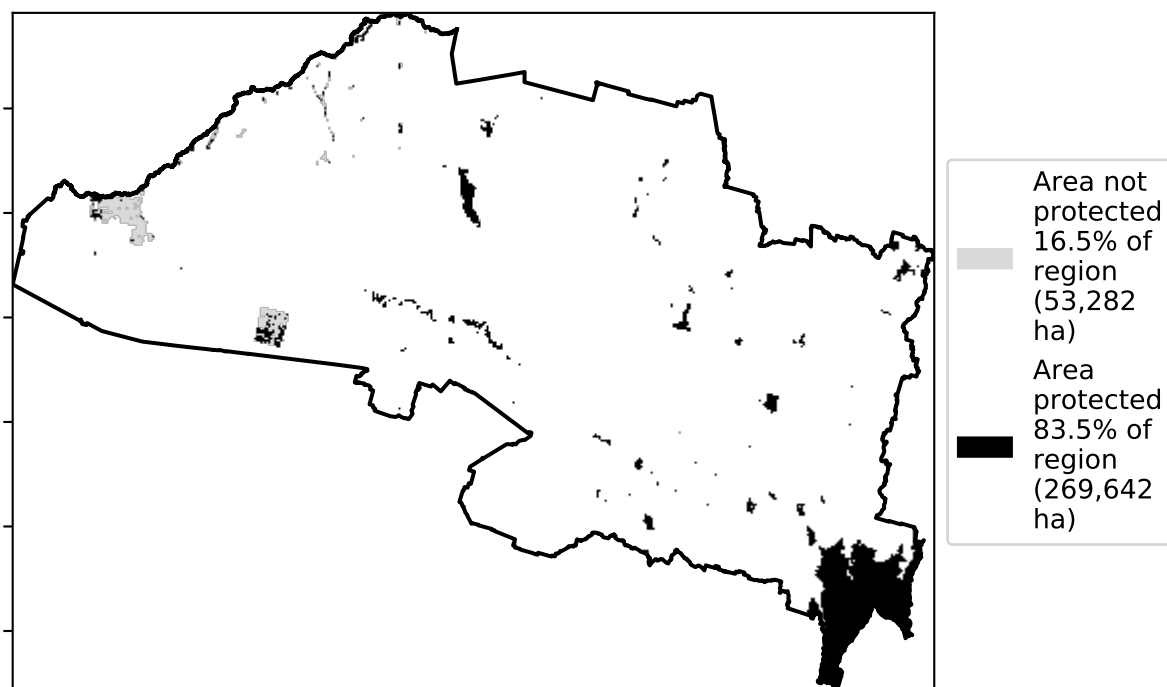 Area not
protected
16.5% of
region
(53,282
ha)
Area
protected
83.5% of
region
(269,642
ha)